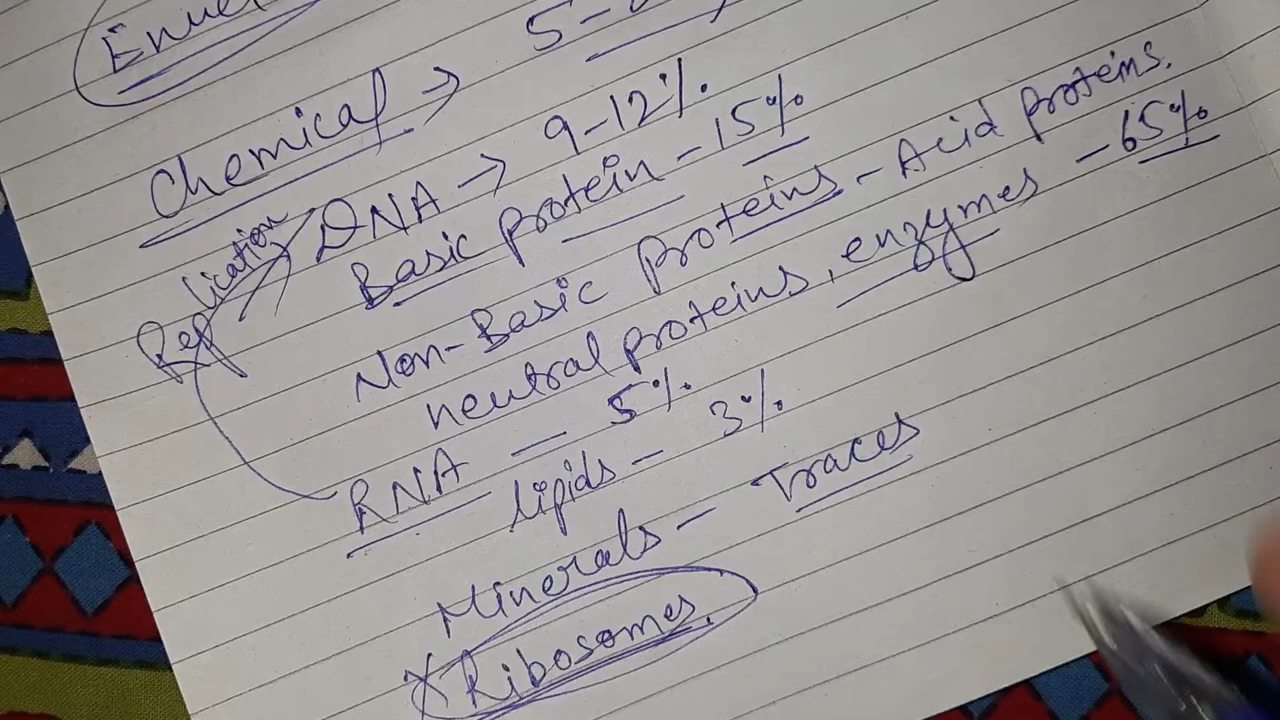 5-
Chemical →
DNA → 9-12%.
Replication
Basic protein - 15%
Non-Basic Proteins - Acid proteins.
neutral proteins, enzymes - 65%
RNA — 5%.
lipids - 3%.
Minerals - Traces
X Ribosomes.